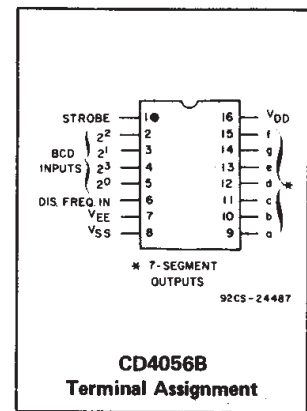 STROBE 1 16 VDD
2² 2 15 f
BCD 2¹ 3 14 g
INPUTS 2³ 4 13 e
2⁰ 5 12 d
DIS. FREQ. IN 6 11 c *
VEE 7 10 b
VSS 8 9 a
* 7-SEGMENT
OUTPUTS
92CS-24487
CD4056B
Terminal Assignment